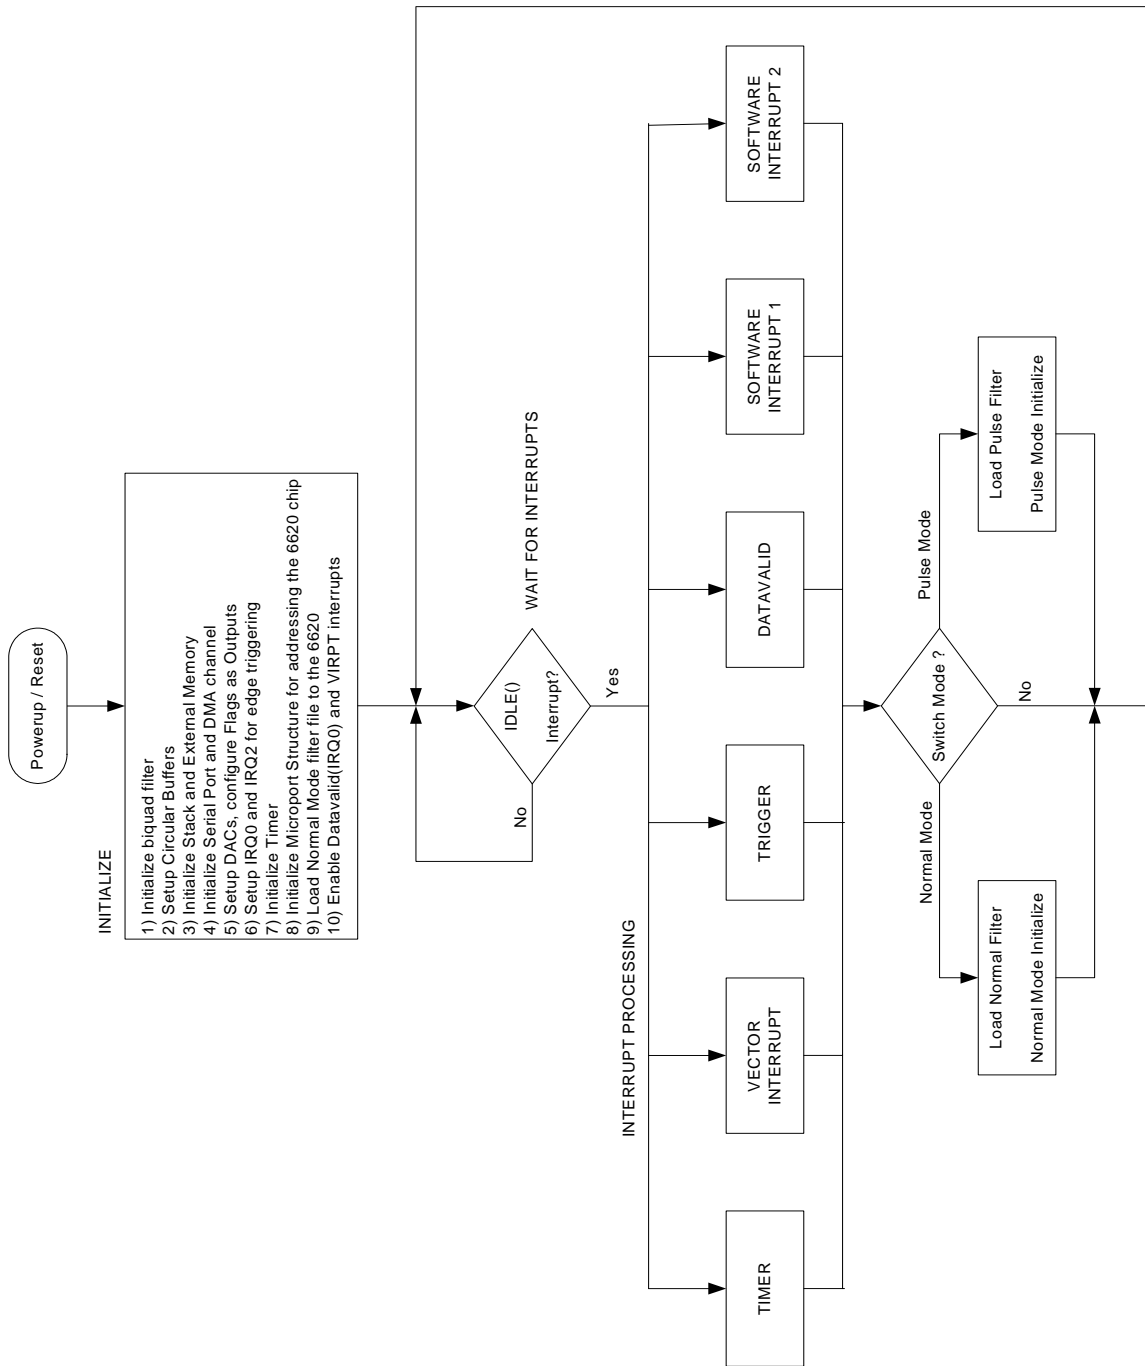 Powerup / Reset
INITIALIZE
1) Initialize biquad filter
2) Setup Circular Buffers
3) Initialize Stack and External Memory
4) Initialize Serial Port and DMA channel
5) Setup DACs, configure Flags as Outputs
6) Setup IRQ0 and IRQ2 for edge triggering
7) Initialize Timer
8) Initialize Microport Structure for addressing the 6620 chip
9) Load Normal Mode filter file to the 6620
10) Enable Datavalid(IRQ0) and VIRPT interrupts
IDLE()
Interrupt?
No
Yes
WAIT FOR INTERRUPTS
INTERRUPT PROCESSING
TIMER
VECTOR
INTERRUPT
TRIGGER
DATAVALID
SOFTWARE
INTERRUPT 1
SOFTWARE
INTERRUPT 2
Switch Mode ?
Normal Mode
Pulse Mode
No
Load Normal Filter
Normal Mode Initialize
Load Pulse Filter
Pulse Mode Initialize